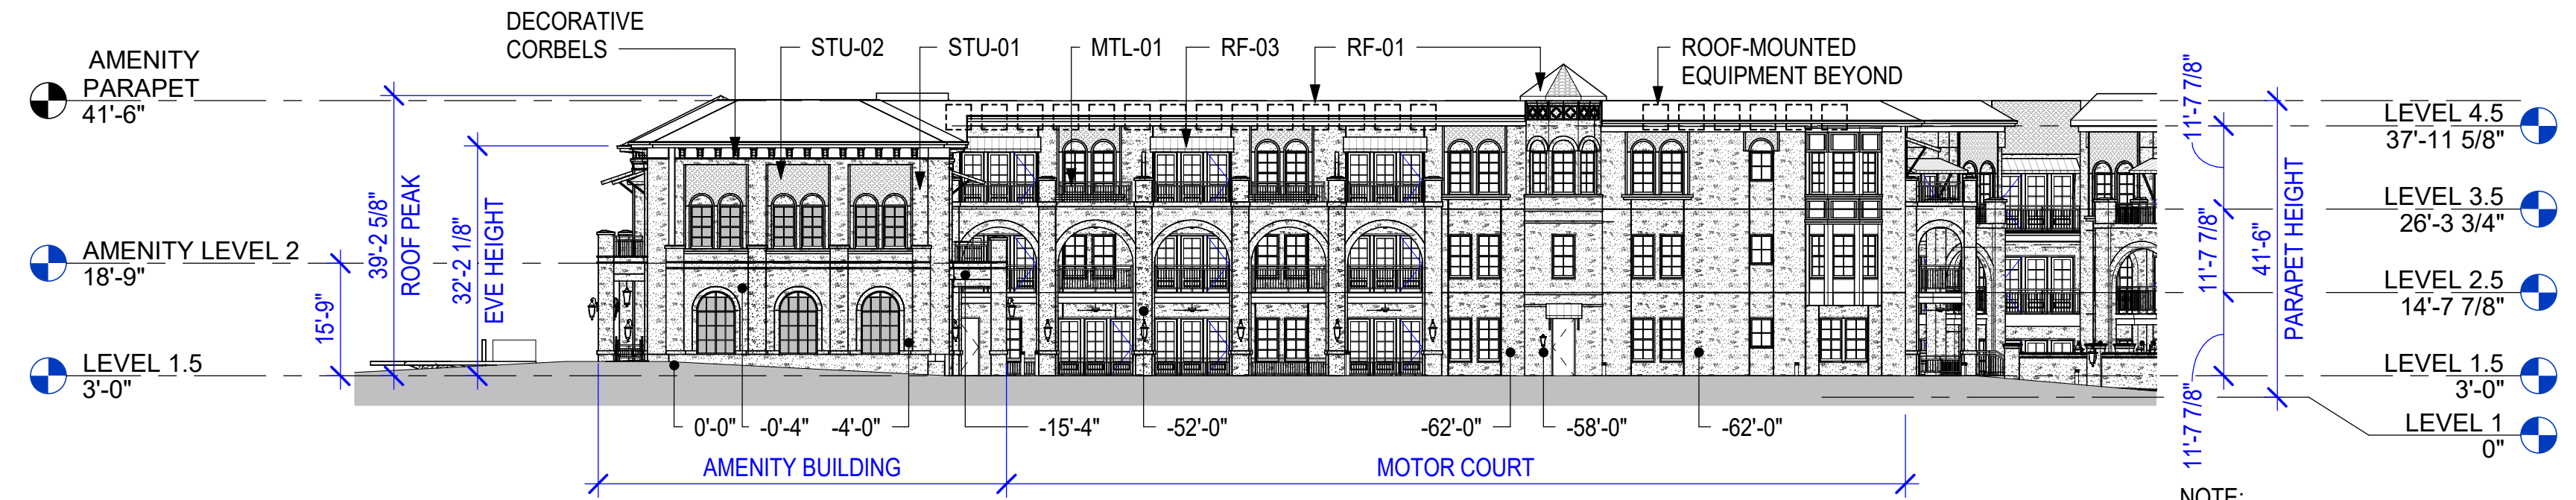 DECORATIVE
CORBELS
STU-02
STU-01
MTL-01
RF-03
RF-01
ROOF-MOUNTED
EQUIPMENT BEYOND
AMENITY
PARAPET
41'-6"
AMENITY LEVEL 2
18'-9"
LEVEL 1.5
3'-0"
15'-9"
39'-2 5/8"
ROOF PEAK
32'-2 1/8"
EVE HEIGHT
11'-7 7/8"
11'-7 7/8"
11'-7 7/8"
41'-6"
PARAPET HEIGHT
LEVEL 4.5
37'-11 5/8"
LEVEL 3.5
26'-3 3/4"
LEVEL 2.5
14'-7 7/8"
LEVEL 1.5
3'-0"
LEVEL 1
0"
0'-0"
-0'-4"
-4'-0"
-15'-4"
-52'-0"
-62'-0"
-58'-0"
-62'-0"
AMENITY BUILDING
MOTOR COURT
NOTE: